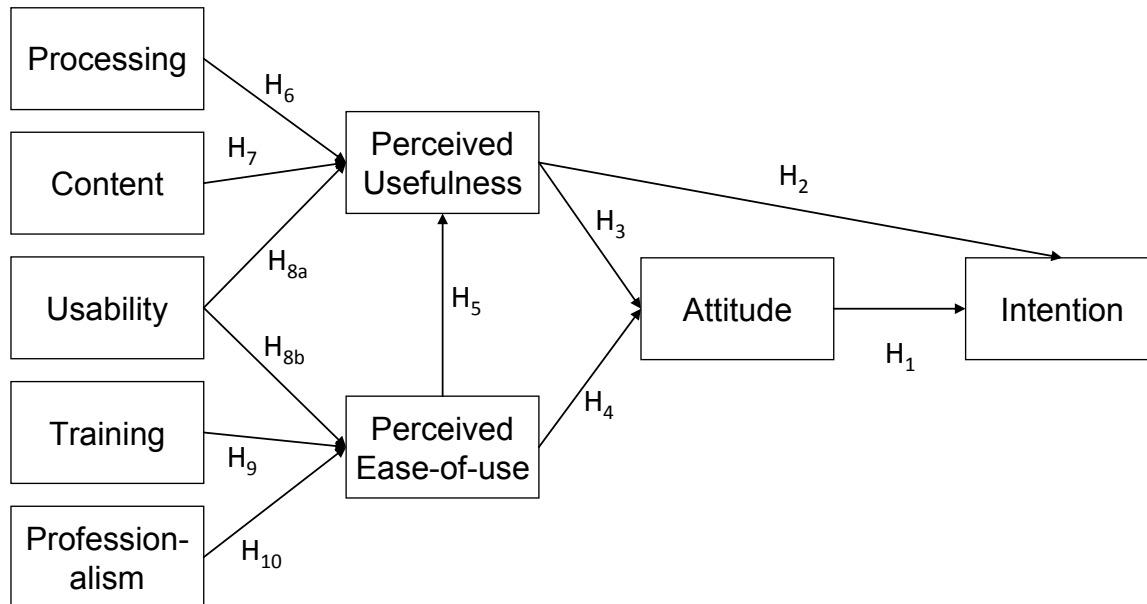 Processing
H6
Perceived
Usefulness
H7
Content
H2
H3
H8a
Usability
H5
Attitude
Intention
H8b
H1
H4
Training
Perceived
Ease-of-use
H9
Profession-
alism
H10